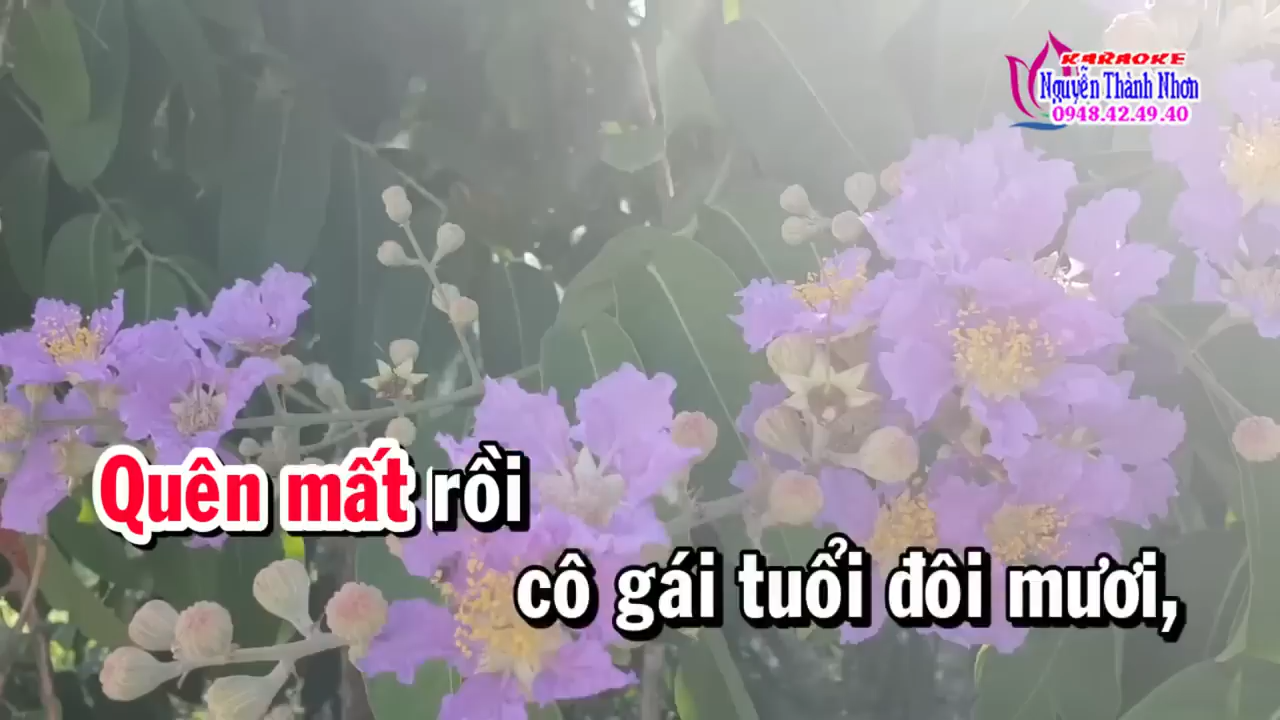 KARAOKE
Nguyễn Thành Nhơn
0948.42.49.40
Quên mất rồi
cô gái tuổi đôi mươi,